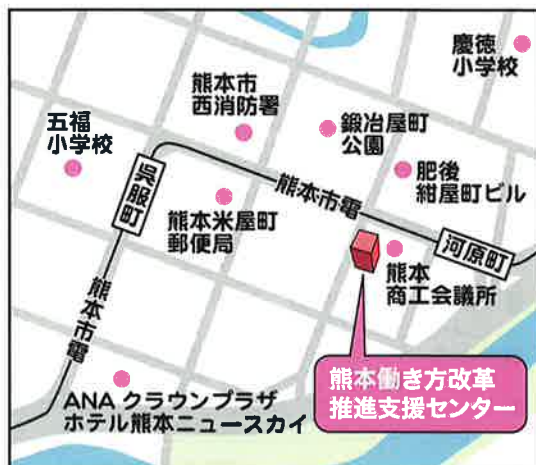 慶徳
小学校
熊本市
西消防署
五福
小学校
鍛冶屋町
公園
呉服町
熊本市電
肥後
紺屋町ビル
熊本米屋町
郵便局
河原町
熊本
商工会議所
熊本市電
熊本働き方改革
推進支援センター
ANA クラウンプラザ
ホテル熊本ニュースカイ